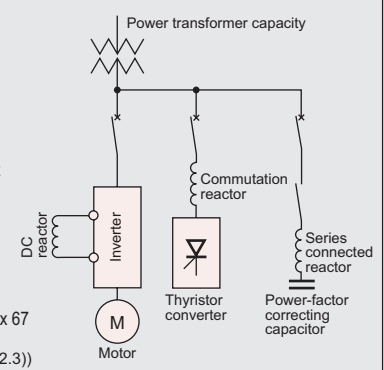 Power transformer capacity
Commutation
reactor
DC
reactor
Inverter
Series
connected
reactor
x 67
M
Thyristor
converter
Power-factor
correcting
capacitor
Motor
2.3))